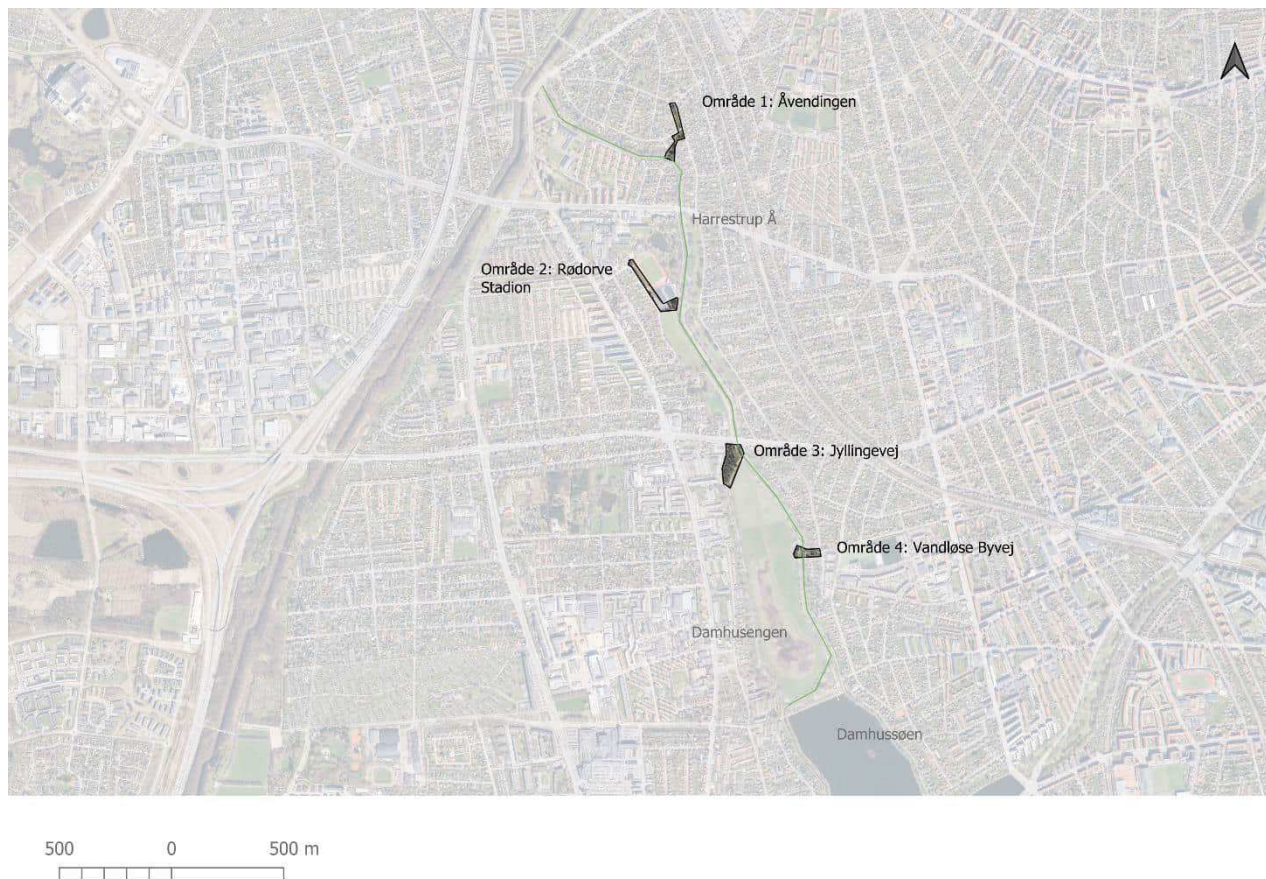 Område 1: Åvendingen
Harrestrup Å
Område 2: Rødorve
Stadion
Område 3: Jyllingevej
Område 4: Vandløse Byvej
Damhusengen
Damhussøen
500 0 500 m